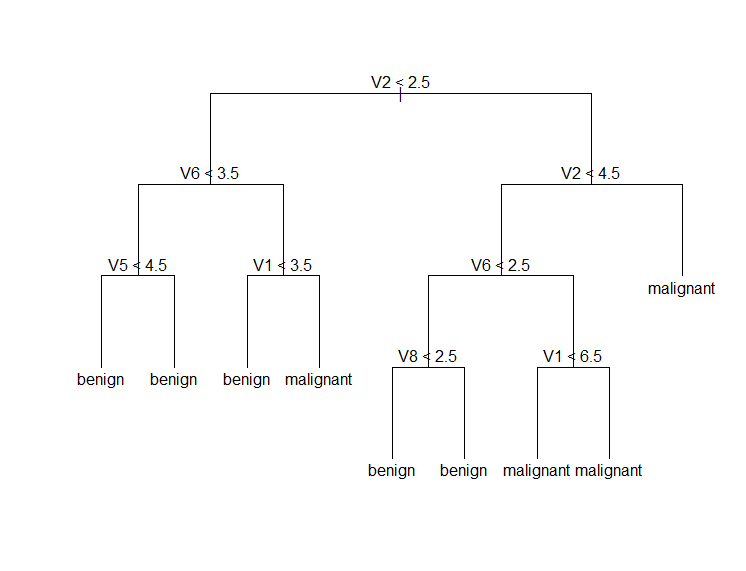 V2 < 2.5
V6 < 3.5
V2 < 4.5
V5 < 4.5
V1 < 3.5
V6 < 2.5
malignant
V8 < 2.5
V1 < 6.5
benign
benign
benign
malignant
benign
benign
malignant
malignant